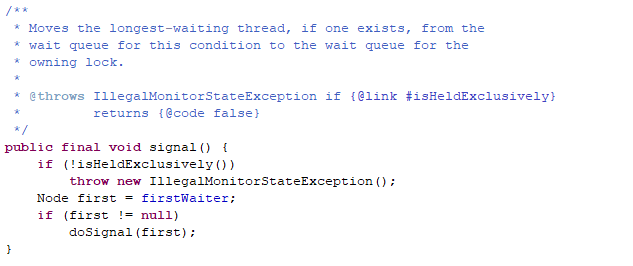 /**
 * Moves the longest-waiting thread, if one exists, from the
 * wait queue for this condition to the wait queue for the
 * owning lock.
 *
 * @throws IllegalMonitorStateException if {@link #isHeldExclusively}
 *         returns {@code false}
 */
public final void signal() {
    if (!isHeldExclusively())
        throw new IllegalMonitorStateException();
    Node first = firstWaiter;
    if (first != null)
        doSignal(first);
}